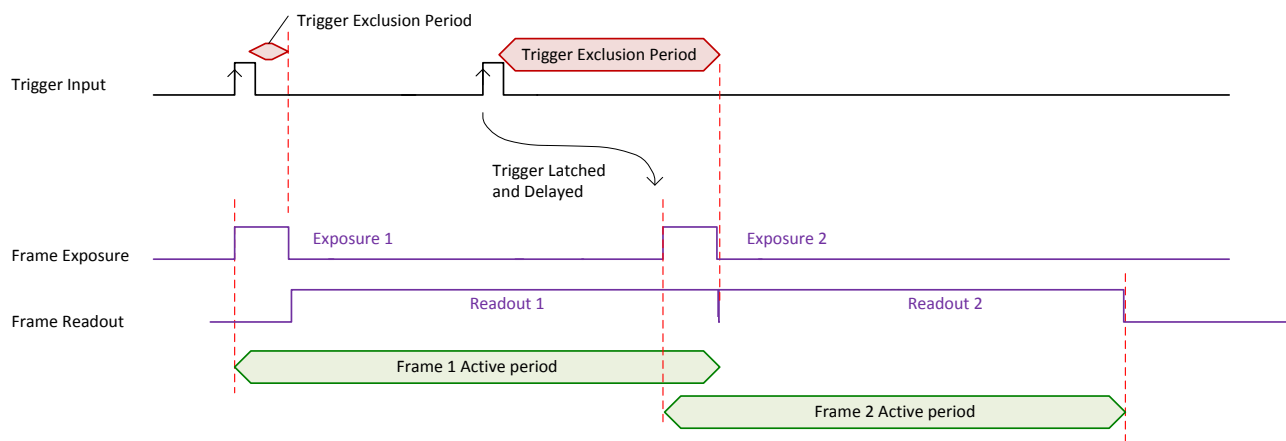 Trigger Exclusion Period
Trigger Exclusion Period
Trigger Input
Trigger Latched
and Delayed
Exposure 1
Exposure 2
Frame Exposure
Readout 1
Readout 2
Frame Readout
Frame 1 Active period
Frame 2 Active period